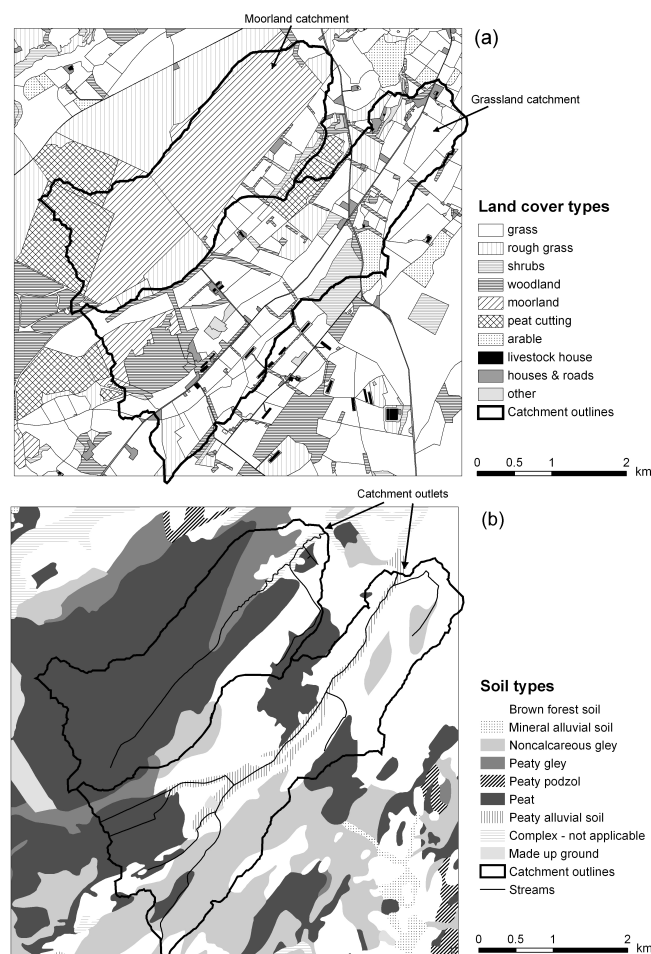 Moorland catchment
(a)
Grassland catchment
Land cover types
grass
rough grass
shrubs
woodland
moorland
peat cutting
arable
livestock house
houses & roads
other
Catchment outlines
0 0.5 1 2 km
Catchment outlets
(b)
Soil types
Brown forest soil
Mineral alluvial soil
Noncalcareous gley
Peaty gley
Peaty podzol
Peat
Peaty alluvial soil
Complex - not applicable
Made up ground
Catchment outlines
Streams
0 0.5 1 2 km